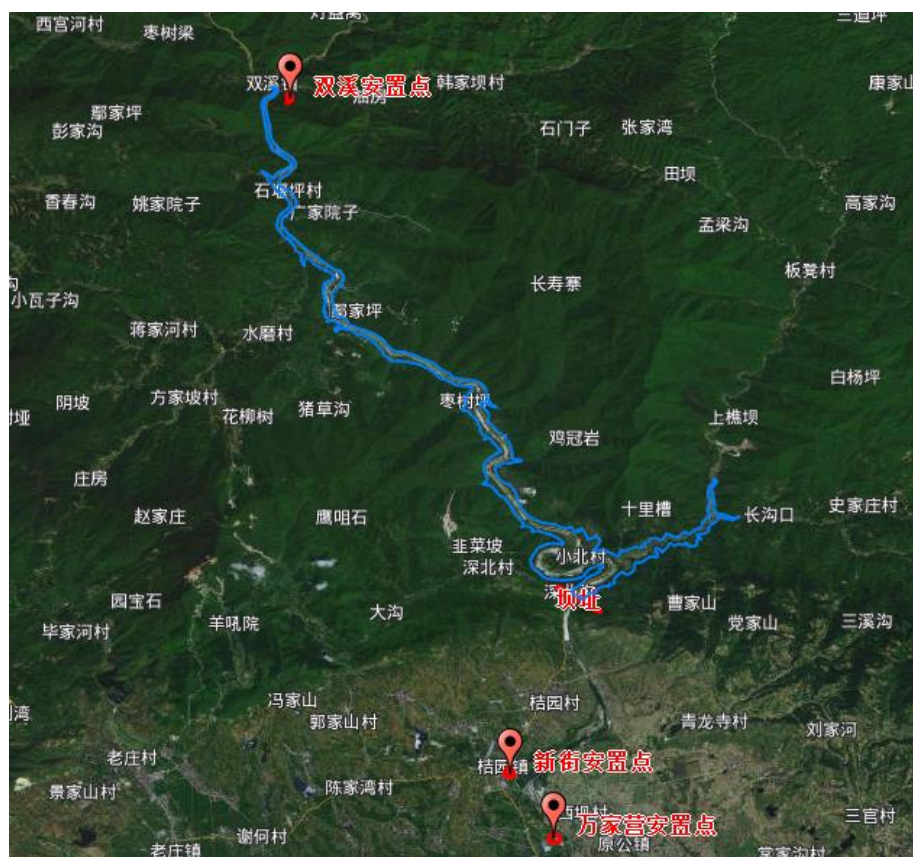 西宫河村
枣树梁
三道坪
双溪镇
双溪安置点
韩家坝村
康家山
鄢家坪
彭家沟
石门子
张家湾
田坝
石堰坪村
香春沟
姚家院子
高家沟
孟梁沟
板凳村
长寿寨
小瓦子沟
蒋家河村
水磨村
白杨坪
枣树坪
阴坡
方家坡村
花柳树
猪草沟
上樵坝
鸡冠岩
庄房
十里槽
长沟口
史家庄村
赵家庄
鹰咀石
韭菜坡
深北村
小北村
坝址
园宝石
大沟
曹家山
毕家河村
羊吼院
党家山
三溪沟
冯家山
桔园村
郭家山村
青龙寺村
刘家河
老庄村
桔园镇
新街安置点
景家山村
陈家湾村
万家营安置点
三官村
谢何村
老庄镇
原公镇
党家沟村